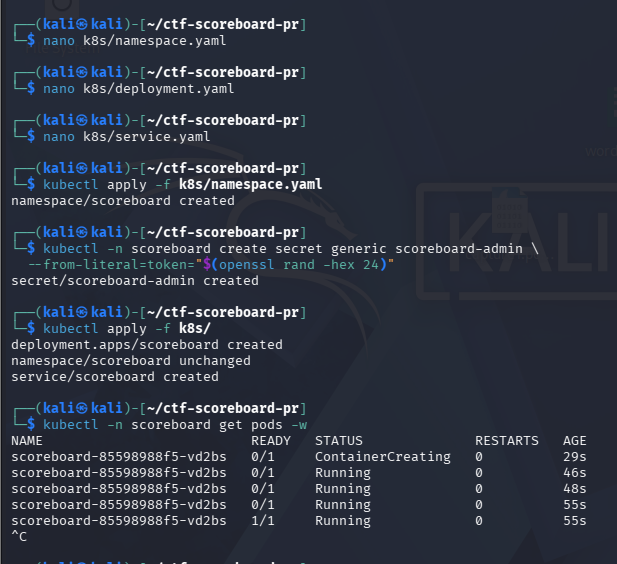 ┌──(kali㉿kali)-[~/ctf-scoreboard-pr]
└─$ nano k8s/namespace.yaml
┌──(kali㉿kali)-[~/ctf-scoreboard-pr]
└─$ nano k8s/deployment.yaml
┌──(kali㉿kali)-[~/ctf-scoreboard-pr]
└─$ nano k8s/service.yaml
┌──(kali㉿kali)-[~/ctf-scoreboard-pr]
└─$ kubectl apply -f k8s/namespace.yaml
namespace/scoreboard created
┌──(kali㉿kali)-[~/ctf-scoreboard-pr]
└─$ kubectl -n scoreboard create secret generic scoreboard-admin \
--from-literal=token="$(openssl rand -hex 24)"
secret/scoreboard-admin created
┌──(kali㉿kali)-[~/ctf-scoreboard-pr]
└─$ kubectl apply -f k8s/
deployment.apps/scoreboard created
namespace/scoreboard unchanged
service/scoreboard created
┌──(kali㉿kali)-[~/ctf-scoreboard-pr]
└─$ kubectl -n scoreboard get pods -w
NAME READY STATUS RESTARTS AGE
scoreboard-85598988f5-vd2bs 0/1 ContainerCreating 0 29s
scoreboard-85598988f5-vd2bs 0/1 Running 0 46s
scoreboard-85598988f5-vd2bs 0/1 Running 0 48s
scoreboard-85598988f5-vd2bs 0/1 Running 0 55s
scoreboard-85598988f5-vd2bs 1/1 Running 0 55s
^C
KALI